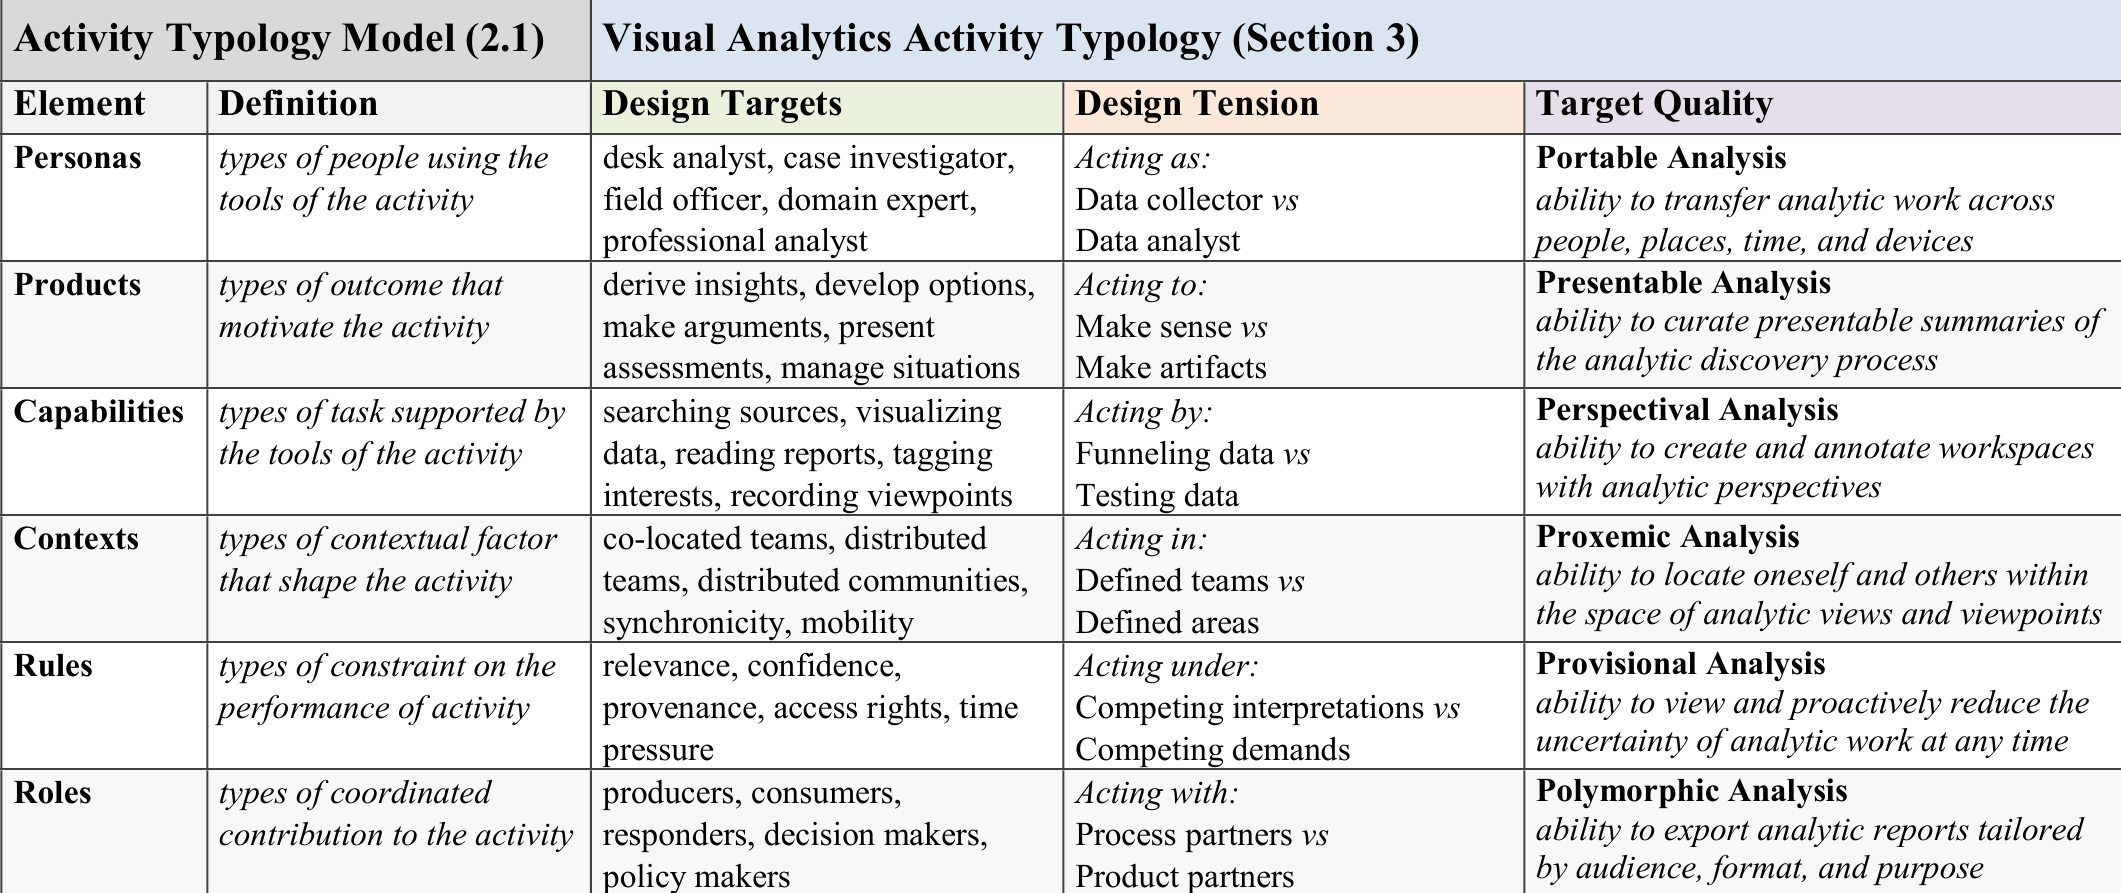 Activity Typology Model (2.1)
Visual Analytics Activity Typology (Section 3)
Element
Definition
Design Targets
Design Tension
Target Quality
Personas
types of people using the
tools of the activity
desk analyst, case investigator,
field officer, domain expert,
professional analyst
Acting as:
Data collector vs
Data analyst
Portable Analysis
ability to transfer analytic work across
people, places, time, and devices
Products
types of outcome that
motivate the activity
derive insights, develop options,
make arguments, present
assessments, manage situations
Acting to:
Make sense vs
Make artifacts
Presentable Analysis
ability to curate presentable summaries of
the analytic discovery process
Capabilities
types of task supported by
the tools of the activity
searching sources, visualizing
data, reading reports, tagging
interests, recording viewpoints
Acting by:
Funneling data vs
Testing data
Perspectival Analysis
ability to create and annotate workspaces
with analytic perspectives
Contexts
types of contextual factor
that shape the activity
co-located teams, distributed
teams, distributed communities,
synchronicity, mobility
Acting in:
Defined teams vs
Defined areas
Proxemic Analysis
ability to locate oneself and others within
the space of analytic views and viewpoints
Rules
types of constraint on the
performance of activity
relevance, confidence,
provenance, access rights, time
pressure
Acting under:
Competing interpretations vs
Competing demands
Provisional Analysis
ability to view and proactively reduce the
uncertainty of analytic work at any time
Roles
types of coordinated
contribution to the activity
producers, consumers,
responders, decision makers,
policy makers
Acting with:
Process partners vs
Product partners
Polymorphic Analysis
ability to export analytic reports tailored
by audience, format, and purpose